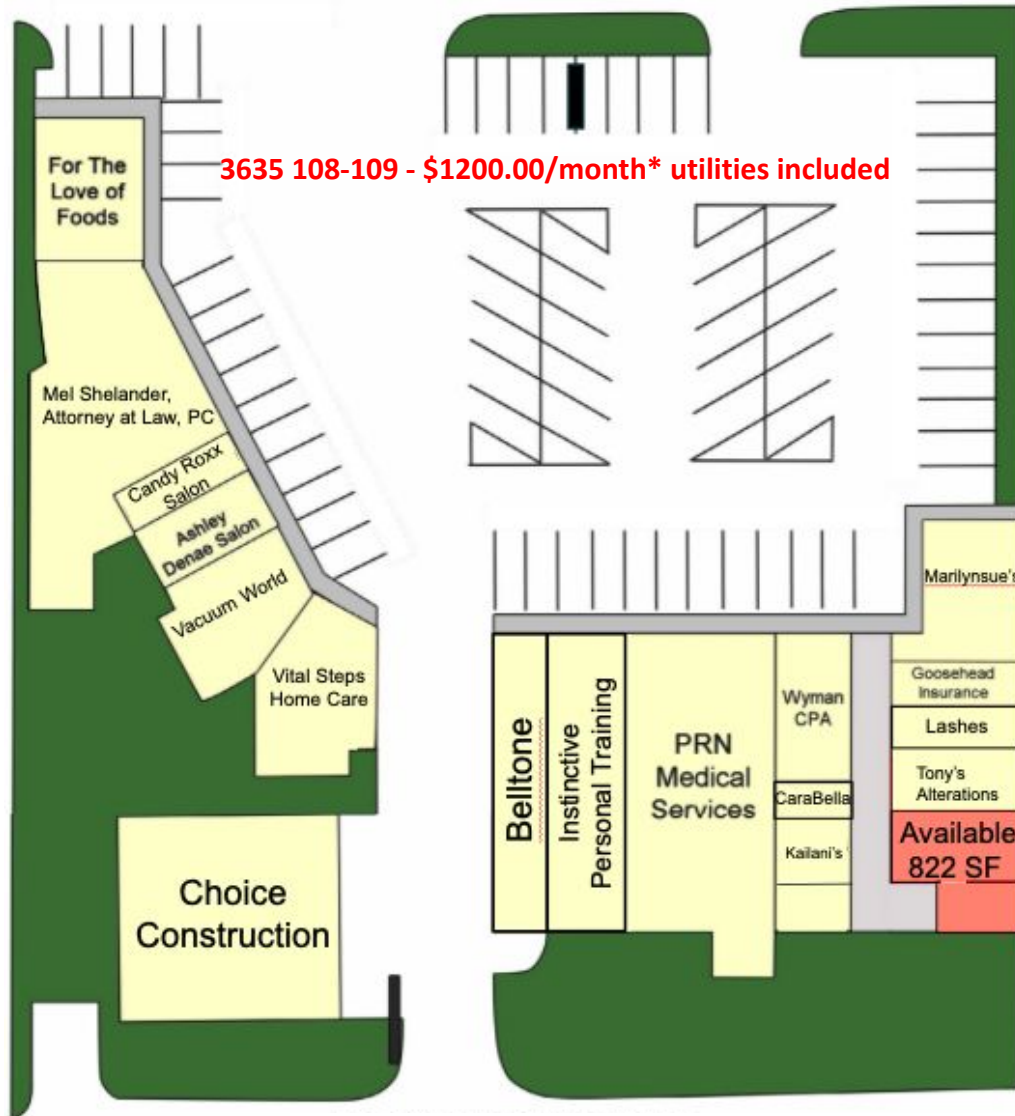 3635 108-109 - $1200.00/month* utilities included
For The
Love of
Foods
Mel Shelander,
Attorney at Law, PC
Candy Roxx
Salon
Ashley
Denae Salon
Vacuum World
Vital Steps
Home Care
Choice
Construction
Belltone
Instinctive
Personal Training
PRN
Medical
Services
Wyman
CPA
CaraBella
Kailani's
Marilynsue's
Goosehead
Insurance
Lashes
Tony's
Alterations
Available
822 SF